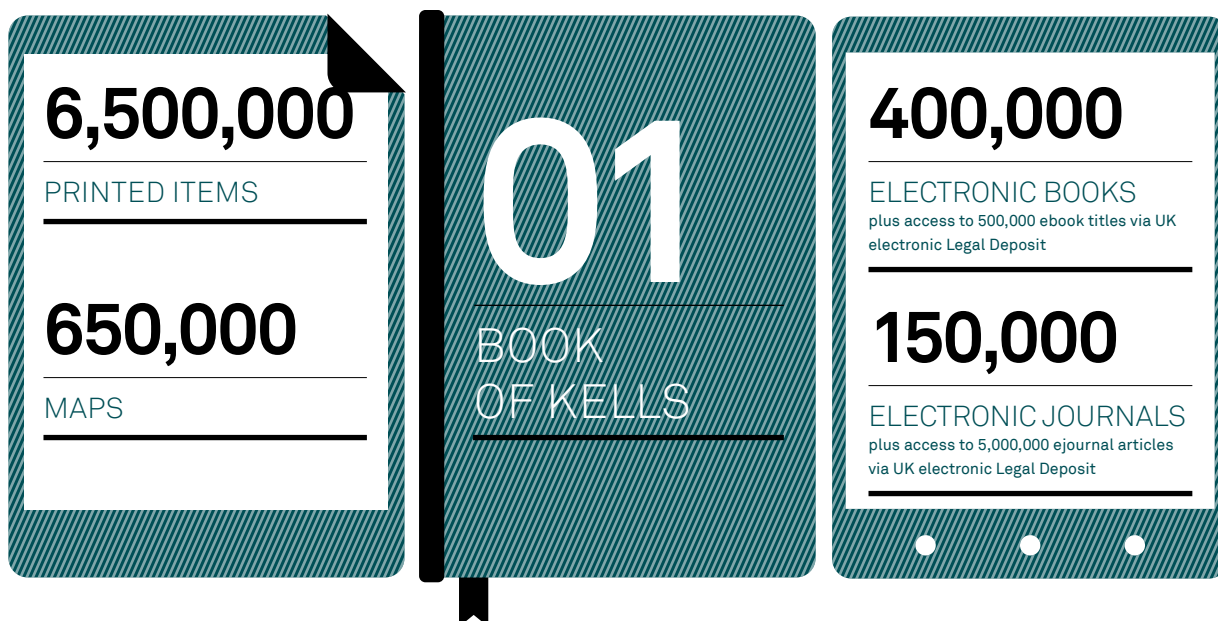 6,500,000
PRINTED ITEMS
650,000
MAPS
01
BOOK
OF KELLS
400,000
ELECTRONIC BOOKS
plus access to 500,000 ebook titles via UK
electronic Legal Deposit
150,000
ELECTRONIC JOURNALS
plus access to 5,000,000 ejournal articles
via UK electronic Legal Deposit